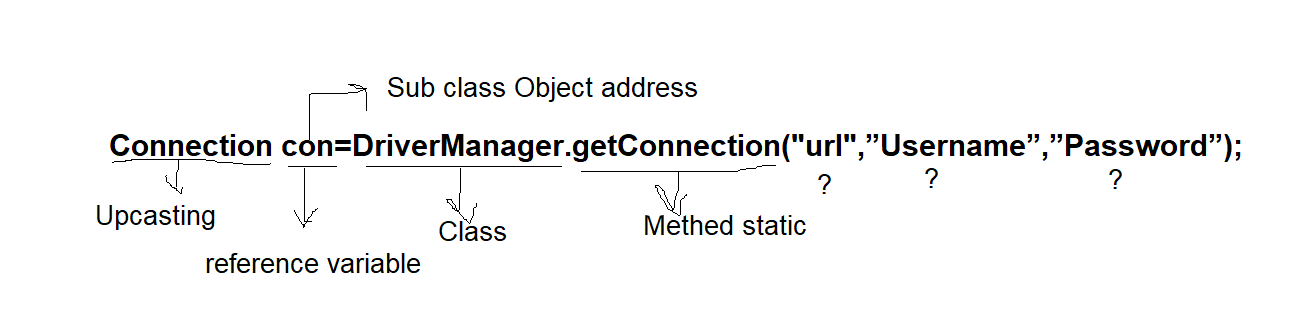 Sub class Object address
Connection con=DriverManager.getConnection("url",”Username”,”Password”);
? ? ?
Upcasting
Class
Methed static
reference variable